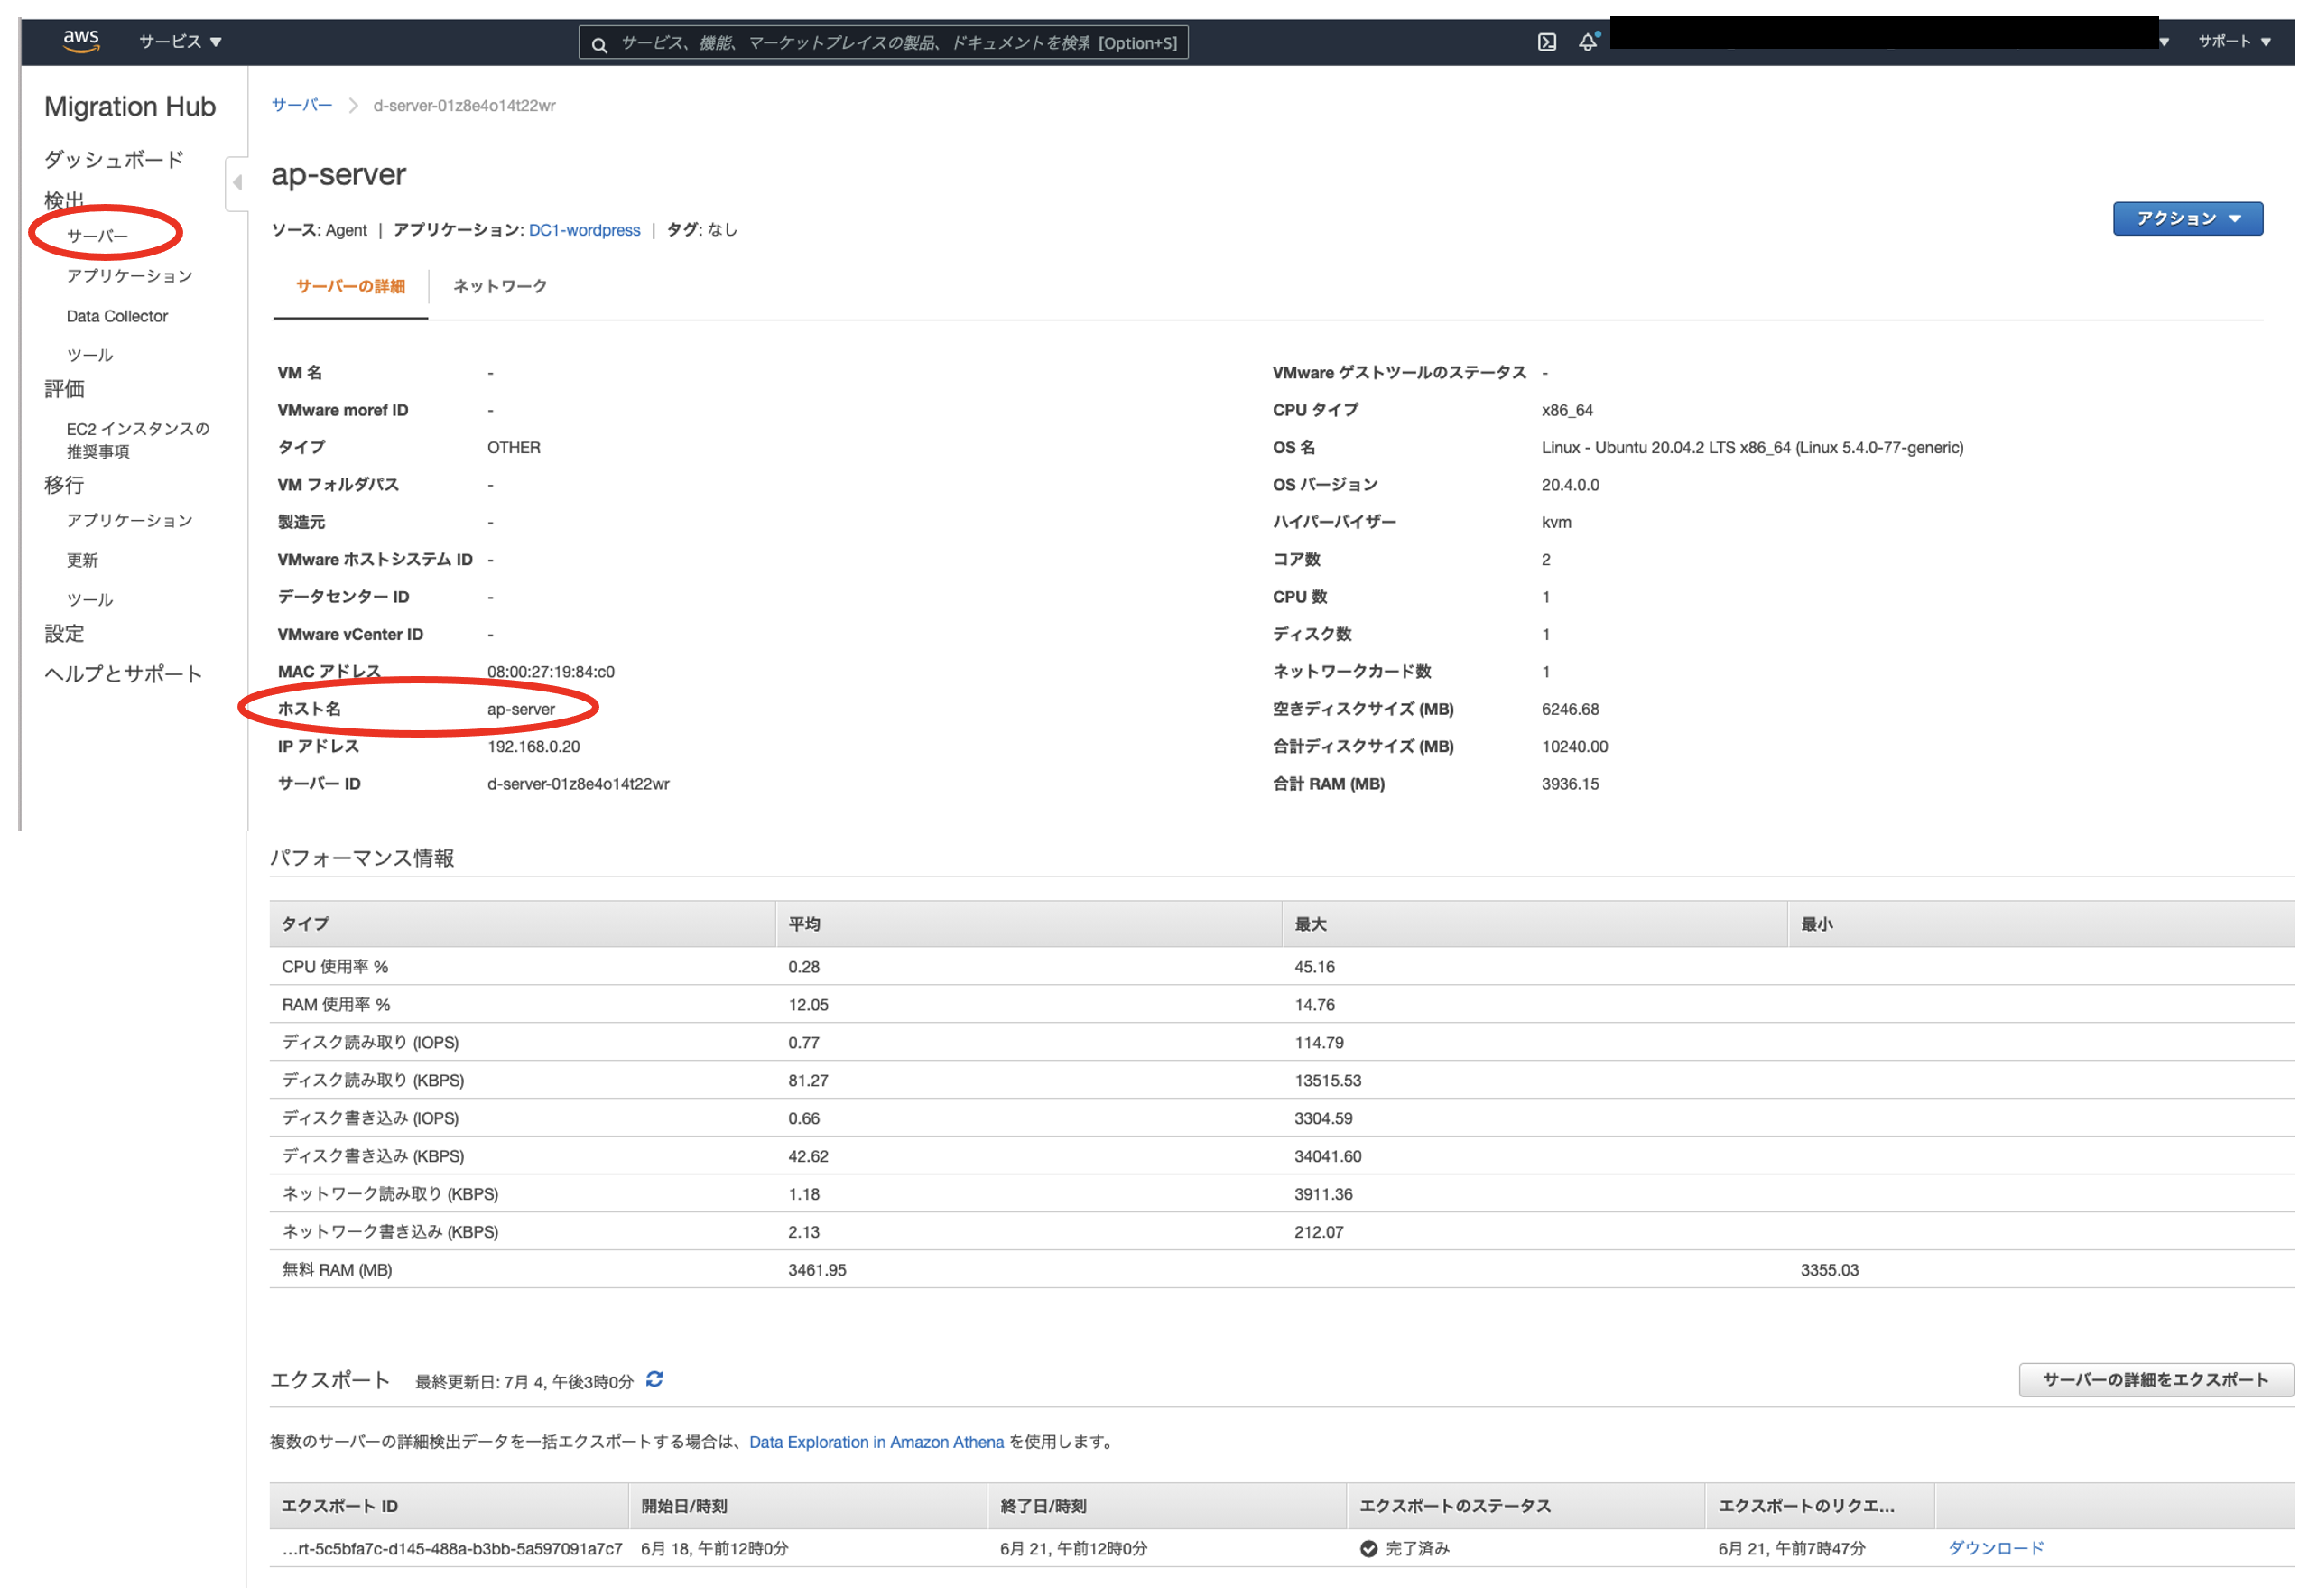 aws サービス サービス、機能、マーケットプレイスの製品、ドキュメントを検索 [Option+S] サポート
Migration Hub
ダッシュボード
検出
サーバー
アプリケーション
Data Collector
ツール
評価
EC2 インスタンスの
推奨事項
移行
アプリケーション
更新
ツール
設定
ヘルプとサポート
サーバー d-server-01z8e4o14t22wr
ap-server
アクション
ソース: Agent | アプリケーション: DC1-wordpress | タグ: なし
サーバーの詳細 ネットワーク
VM 名 -
VMware moref ID -
タイプ OTHER
VM フォルダパス -
製造元 -
VMware ホストシステム ID -
データセンター ID -
VMware vCenter ID -
MAC アドレス 08:00:27:19:84:c0
ホスト名 ap-server
IP アドレス 192.168.0.20
サーバー ID d-server-01z8e4o14t22wr
VMware ゲストツールのステータス -
CPU タイプ x86_64
OS 名 Linux - Ubuntu 20.04.2 LTS x86_64 (Linux 5.4.0-77-generic)
OS バージョン 20.4.0.0
ハイパーバイザー kvm
コア数 2
CPU 数 1
ディスク数 1
ネットワークカード数 1
空きディスクサイズ (MB) 6246.68
合計ディスクサイズ (MB) 10240.00
合計 RAM (MB) 3936.15
パフォーマンス情報
タイプ 平均 最大 最小
CPU 使用率 % 0.28 45.16
RAM 使用率 % 12.05 14.76
ディスク読み取り (IOPS) 0.77 114.79
ディスク読み取り (KBPS) 81.27 13515.53
ディスク書き込み (IOPS) 0.66 3304.59
ディスク書き込み (KBPS) 42.62 34041.60
ネットワーク読み取り (KBPS) 1.18 3911.36
ネットワーク書き込み (KBPS) 2.13 212.07
無料 RAM (MB) 3461.95 3355.03
エクスポート 最終更新日: 7月 4, 午後3時0分 サーバーの詳細をエクスポート
複数のサーバーの詳細検出データを一括エクスポートする場合は、Data Exploration in Amazon Athena を使用します。
エクスポート ID 開始日/時刻 終了日/時刻 エクスポートのステータス エクスポートのリクエ...
...rt-5c5bfa7c-d145-488a-b3bb-5a597091a7c7 6月 18, 午前12時0分 6月 21, 午前12時0分 完了済み 6月 21, 午前7時47分 ダウンロード